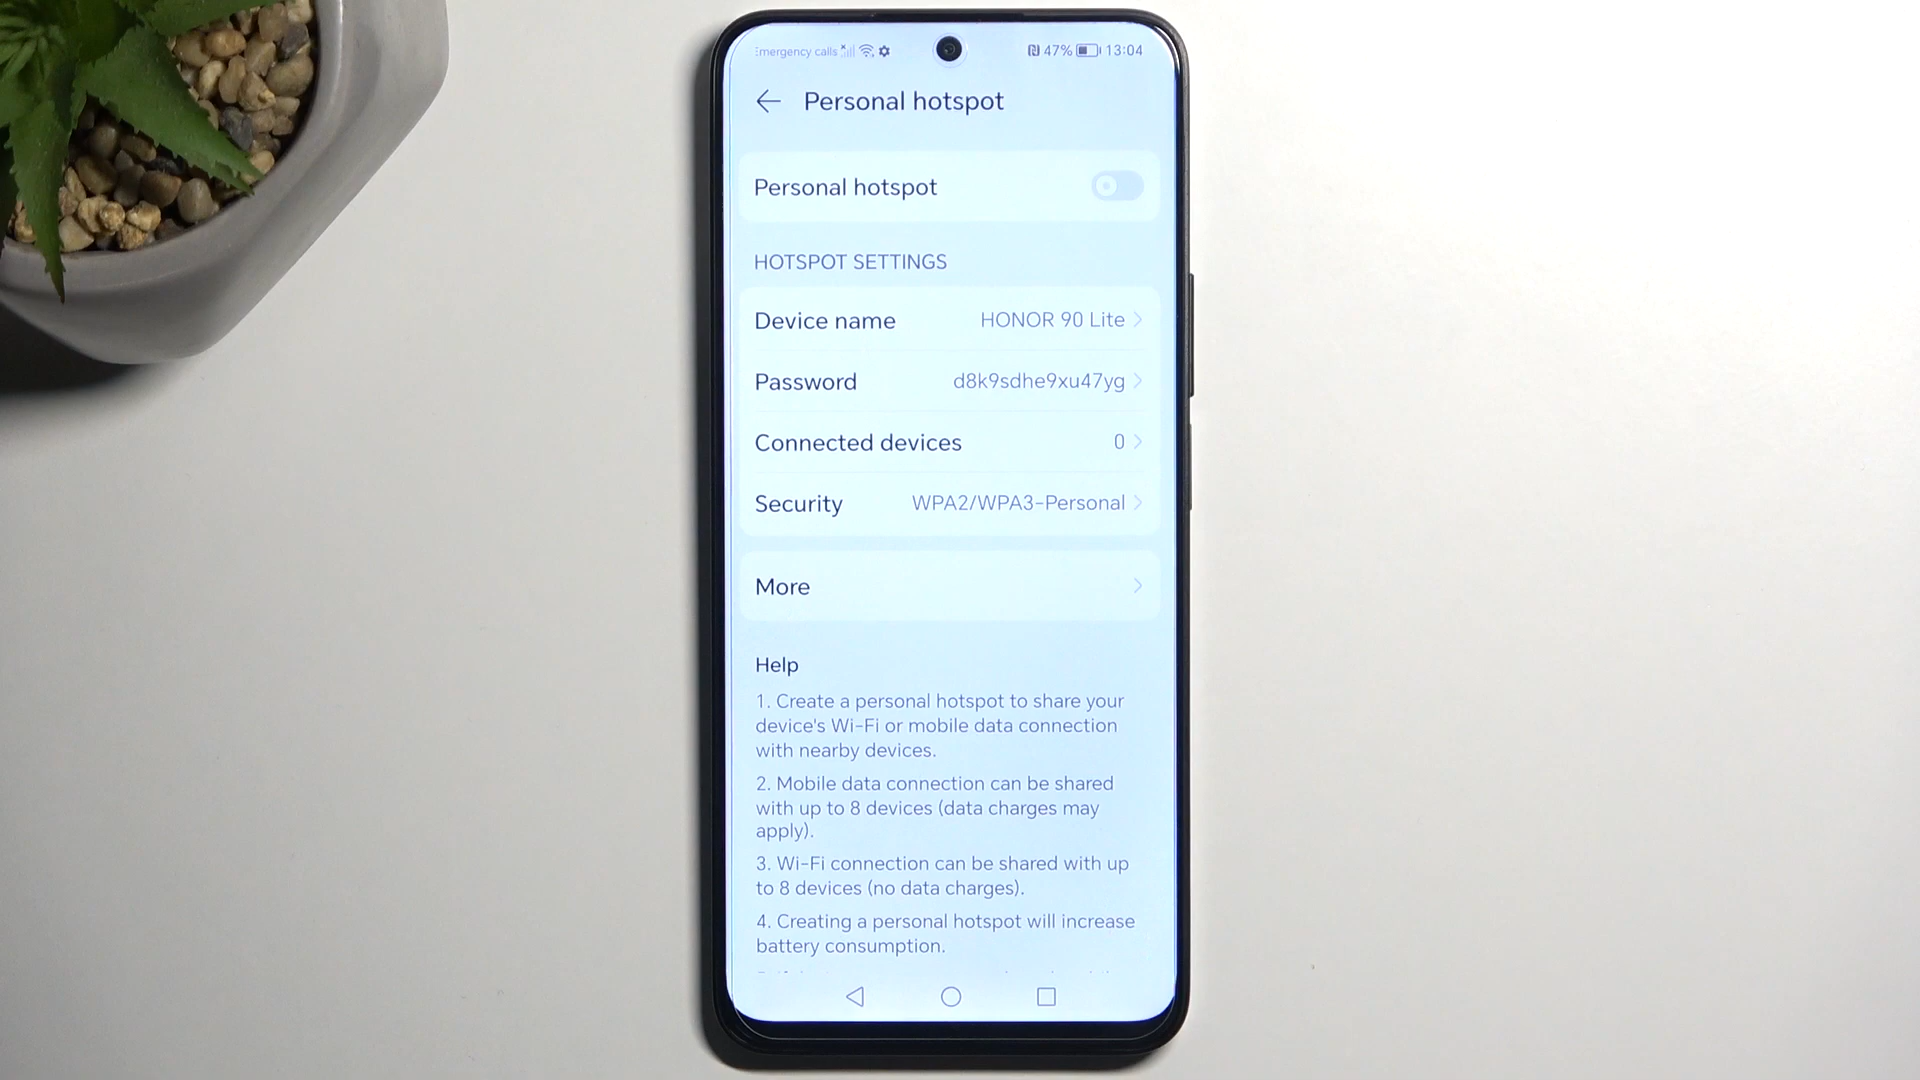 Emergency calls 47% 13:04
Personal hotspot
Personal hotspot
HOTSPOT SETTINGS
Device name HONOR 90 Lite
Password d8k9sdhe9xu47yg
Connected devices 0
Security WPA2/WPA3-Personal
More
Help
1. Create a personal hotspot to share your
device's Wi-Fi or mobile data connection
with nearby devices.
2. Mobile data connection can be shared
with up to 8 devices (data charges may
apply).
3. Wi-Fi connection can be shared with up
to 8 devices (no data charges).
4. Creating a personal hotspot will increase
battery consumption.